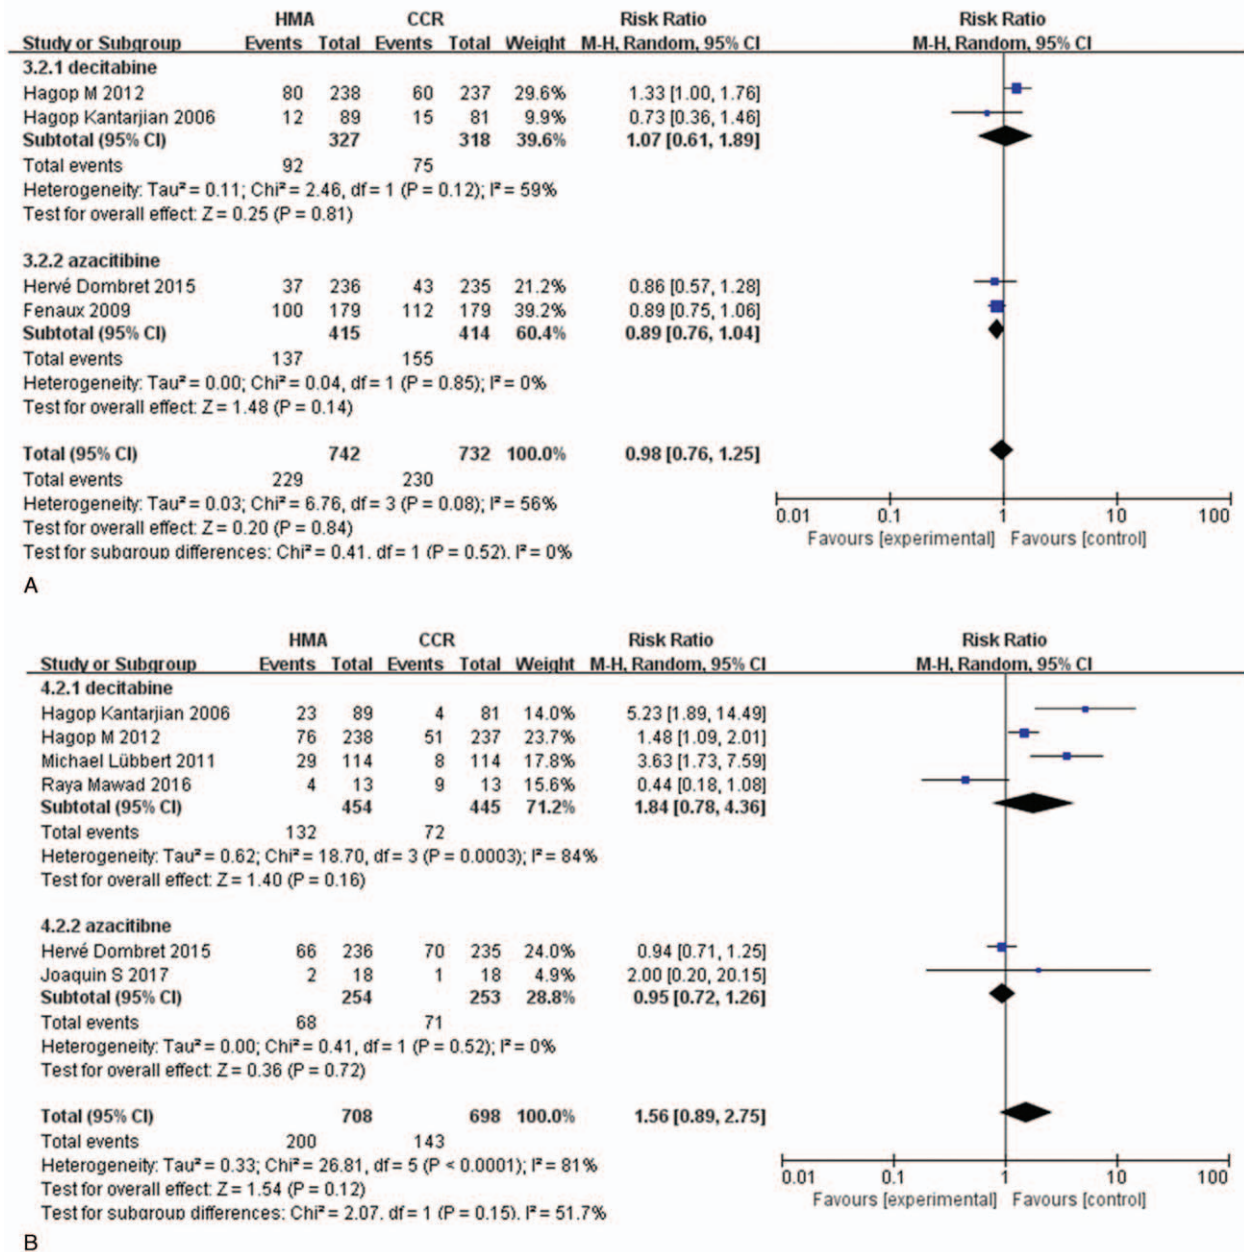 HMA CCR Risk Ratio Risk Ratio
Study or Subgroup Events Total Events Total Weight M-H, Random, 95% CI M-H, Random, 95% CI
3.2.1 decitabine
Hagop M 2012 80 238 60 237 29.6% 1.33 [1.00, 1.76]
Hagop Kantarjian 2006 12 89 15 81 9.9% 0.73 [0.36, 1.46]
Subtotal (95% CI) 327 318 39.6% 1.07 [0.61, 1.89]
Total events 92 75
Heterogeneity: Tau² = 0.11; Chi² = 2.46, df = 1 (P = 0.12); I² = 59%
Test for overall effect: Z = 0.25 (P = 0.81)
3.2.2 azacitibine
Hervé Dombret 2015 37 236 43 235 21.2% 0.86 [0.57, 1.28]
Fenaux 2009 100 179 112 179 39.2% 0.89 [0.75, 1.06]
Subtotal (95% CI) 415 414 60.4% 0.89 [0.76, 1.04]
Total events 137 155
Heterogeneity: Tau² = 0.00; Chi² = 0.04, df = 1 (P = 0.85); I² = 0%
Test for overall effect: Z = 1.48 (P = 0.14)
Total (95% CI) 742 732 100.0% 0.98 [0.76, 1.25]
Total events 229 230
Heterogeneity: Tau² = 0.03; Chi² = 6.76, df = 3 (P = 0.08); I² = 56%
Test for overall effect: Z = 0.20 (P = 0.84)
Test for subgroup differences: Chi² = 0.41, df = 1 (P = 0.52), I² = 0%
0.01 0.1 1 10 100
Favours [experimental] Favours [control]
A
HMA CCR Risk Ratio Risk Ratio
Study or Subgroup Events Total Events Total Weight M-H, Random, 95% CI M-H, Random, 95% CI
4.2.1 decitabine
Hagop Kantarjian 2006 23 89 4 81 14.0% 5.23 [1.89, 14.49]
Hagop M 2012 76 238 51 237 23.7% 1.48 [1.09, 2.01]
Michael Lübbert 2011 29 114 8 114 17.8% 3.63 [1.73, 7.59]
Raya Mawad 2016 4 13 9 13 15.6% 0.44 [0.18, 1.08]
Subtotal (95% CI) 454 445 71.2% 1.84 [0.78, 4.36]
Total events 132 72
Heterogeneity: Tau² = 0.62; Chi² = 18.70, df = 3 (P = 0.0003); I² = 84%
Test for overall effect: Z = 1.40 (P = 0.16)
4.2.2 azacitibne
Hervé Dombret 2015 66 236 70 235 24.0% 0.94 [0.71, 1.25]
Joaquin S 2017 2 18 1 18 4.9% 2.00 [0.20, 20.15]
Subtotal (95% CI) 254 253 28.8% 0.95 [0.72, 1.26]
Total events 68 71
Heterogeneity: Tau² = 0.00; Chi² = 0.41, df = 1 (P = 0.52); I² = 0%
Test for overall effect: Z = 0.36 (P = 0.72)
Total (95% CI) 708 698 100.0% 1.56 [0.89, 2.75]
Total events 200 143
Heterogeneity: Tau² = 0.33; Chi² = 26.81, df = 5 (P < 0.0001); I² = 81%
Test for overall effect: Z = 1.54 (P = 0.12)
Test for subgroup differences: Chi² = 2.07, df = 1 (P = 0.15), I² = 51.7%
0.01 0.1 1 10 100
Favours [experimental] Favours [control]
B